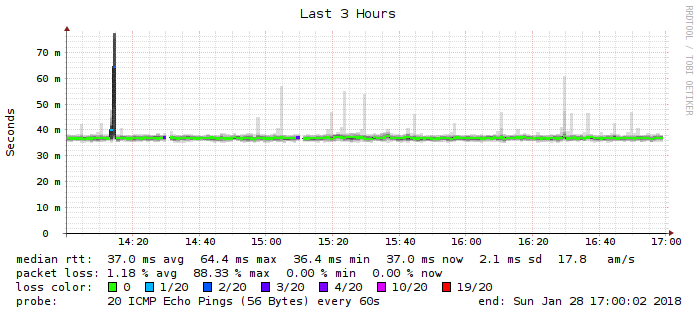 Last 3 Hours
RRDTOOL / TOBI OETIKER
Seconds
70 m
60 m
50 m
40 m
30 m
20 m
10 m
0
14:20 14:40 15:00 15:20 15:40 16:00 16:20 16:40 17:00
median rtt: 37.0 ms avg 64.4 ms max 36.4 ms min 37.0 ms now 2.1 ms sd 17.8 am/s
packet loss: 1.18 % avg 88.33 % max 0.00 % min 0.00 % now
loss color: 0 1/20 2/20 3/20 4/20 10/20 19/20
probe: 20 ICMP Echo Pings (56 Bytes) every 60s end: Sun Jan 28 17:00:02 2018